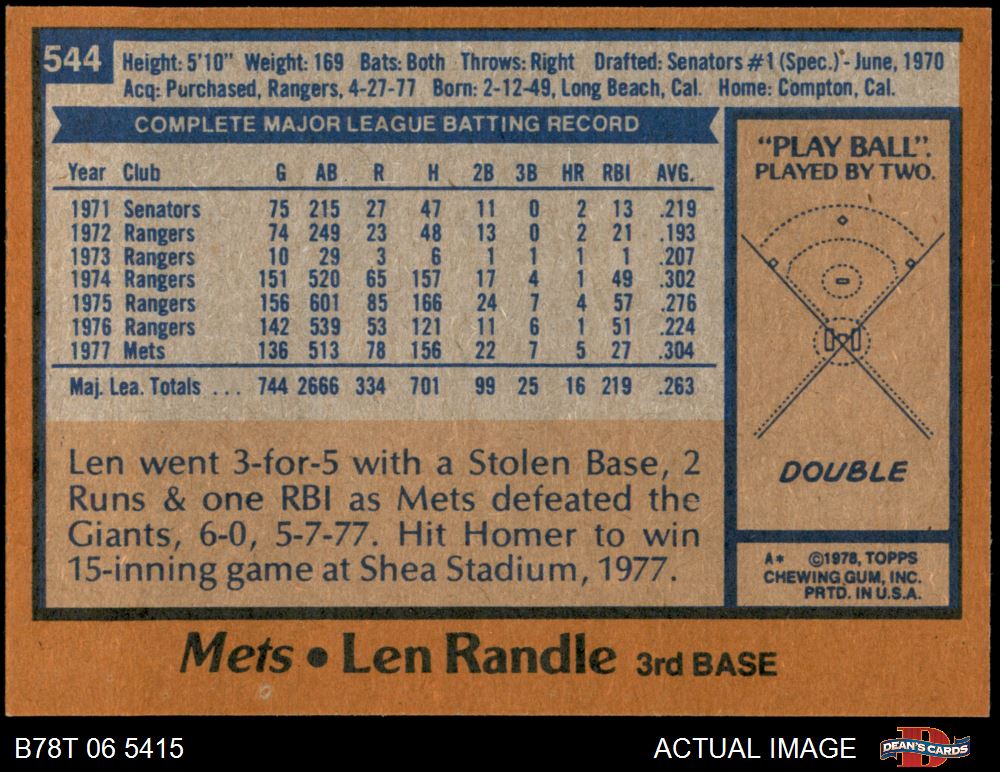 544
Height: 5'10" Weight: 169 Bats: Both Throws: Right Drafted: Senators #1 (Spec.)- June, 1970
Acq: Purchased, Rangers, 4-27-77 Born: 2-12-49, Long Beach, Cal. Home: Compton, Cal.
COMPLETE MAJOR LEAGUE BATTING RECORD
Year Club G AB R H 2B 3B HR RBI AVG.
1971 Senators 75 215 27 47 11 0 2 13 .219
1972 Rangers 74 249 23 48 13 0 2 21 .193
1973 Rangers 10 29 3 6 1 1 1 1 .207
1974 Rangers 151 520 65 157 17 4 1 49 .302
1975 Rangers 156 601 85 166 24 7 4 57 .276
1976 Rangers 142 539 53 121 11 6 1 51 .224
1977 Mets 136 513 78 156 22 7 5 27 .304
Maj. Lea. Totals ... 744 2666 334 701 99 25 16 219 .263
Len went 3-for-5 with a Stolen Base, 2
Runs & one RBI as Mets defeated the
Giants, 6-0, 5-7-77. Hit Homer to win
15-inning game at Shea Stadium, 1977.
"PLAY BALL".
PLAYED BY TWO.
DOUBLE
A* ©1978, TOPPS
CHEWING GUM, INC.
PRTD. IN U.S.A.
Mets • Len Randle 3rd BASE
B78T 06 5415
ACTUAL IMAGE
D
DEAN'S CARDS